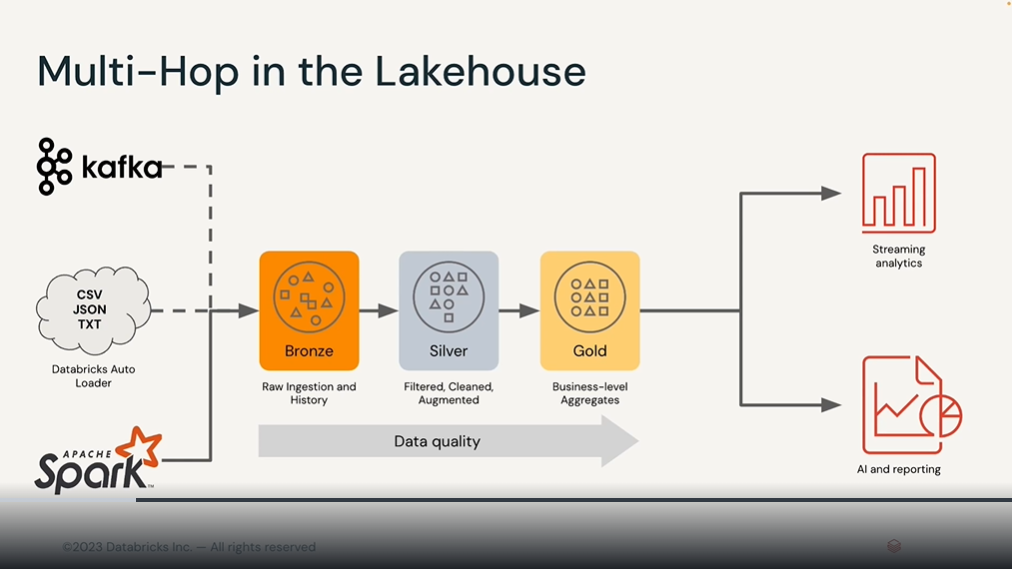 Multi-Hop in the Lakehouse
kafka
CSV
JSON
TXT
Databricks Auto
Loader
APACHE
Spark™
Bronze
Raw Ingestion and
History
Silver
Filtered, Cleaned,
Augmented
Gold
Business-level
Aggregates
Data quality
Streaming
analytics
AI and reporting
©2023 Databricks Inc. — All rights reserved